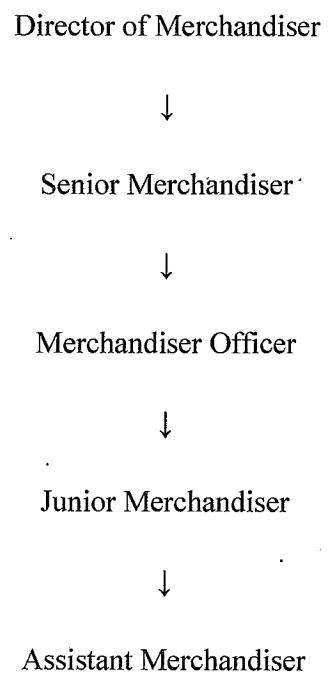 Director of Merchandiser
↓
Senior Merchandiser
↓
Merchandiser Officer
↓
Junior Merchandiser
↓
Assistant Merchandiser